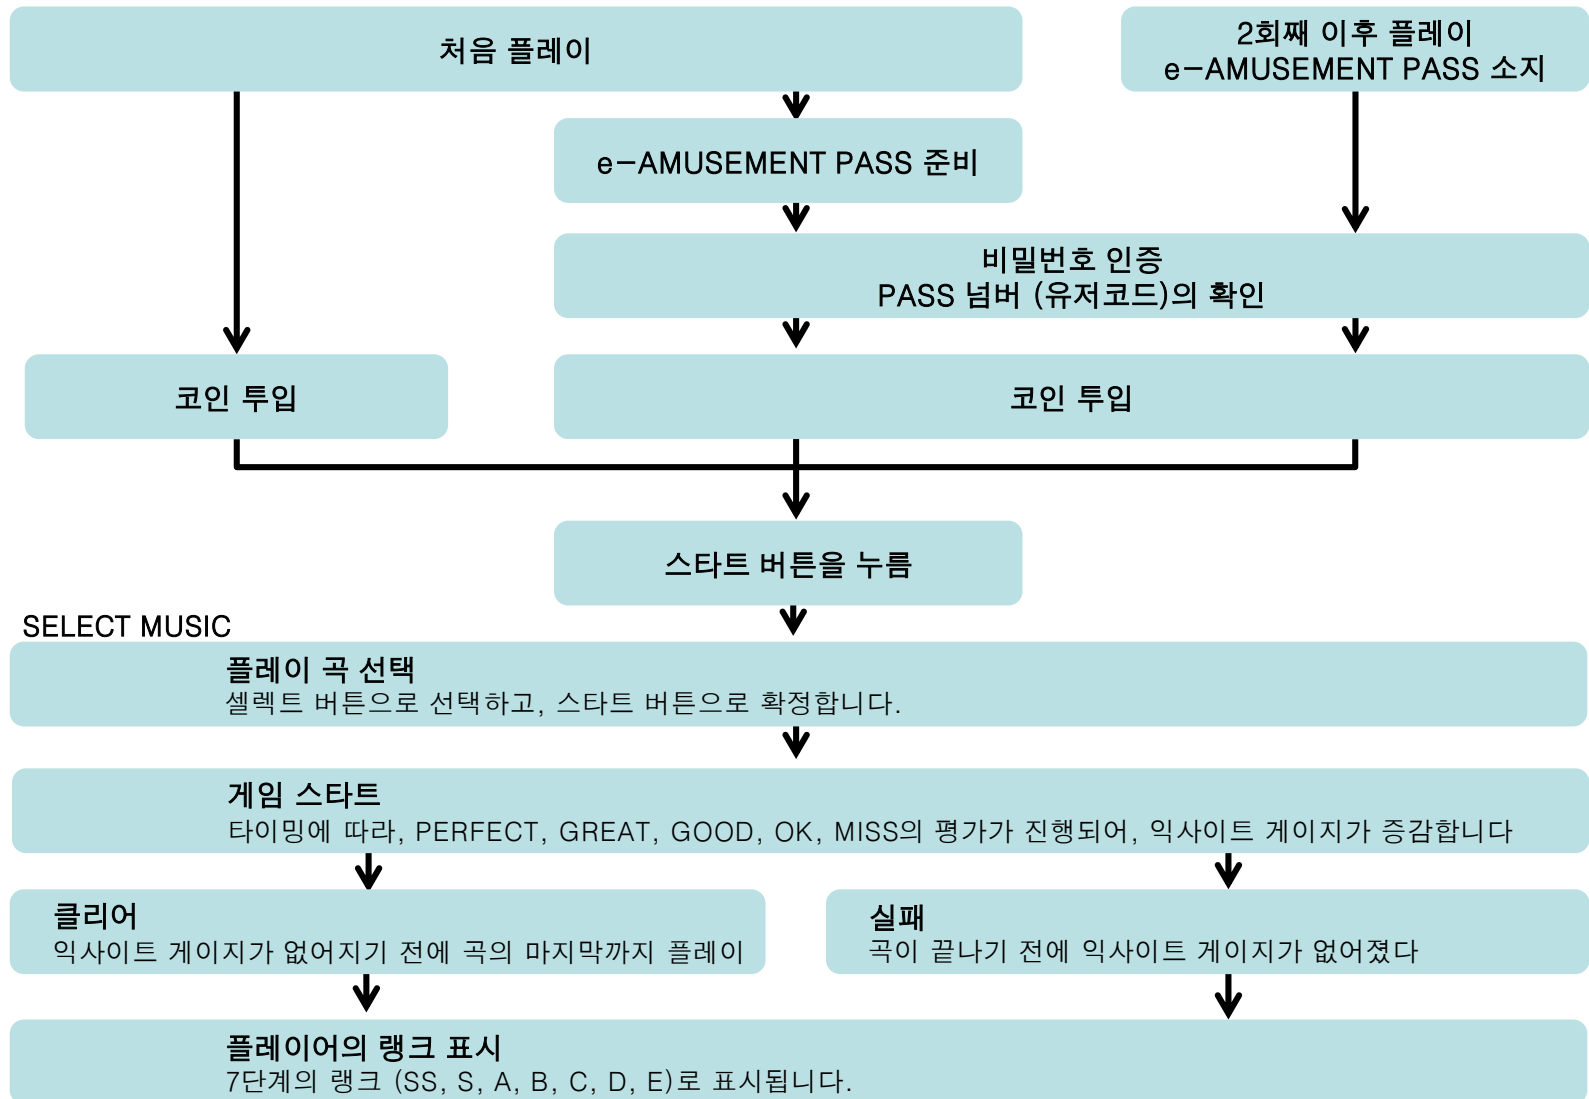 처음 플레이
2회째 이후 플레이
e-AMUSEMENT PASS 소지
e-AMUSEMENT PASS 준비
비밀번호 인증
PASS 넘버 (유저코드)의 확인
코인 투입
코인 투입
스타트 버튼을 누름
SELECT MUSIC
플레이 곡 선택
셀렉트 버튼으로 선택하고, 스타트 버튼으로 확정합니다.
게임 스타트
타이밍에 따라, PERFECT, GREAT, GOOD, OK, MISS의 평가가 진행되어, 익사이트 게이지가 증감합니다
클리어
익사이트 게이지가 없어지기 전에 곡의 마지막까지 플레이
실패
곡이 끝나기 전에 익사이트 게이지가 없어졌다
플레이어의 랭크 표시
7단계의 랭크 (SS, S, A, B, C, D, E)로 표시됩니다.